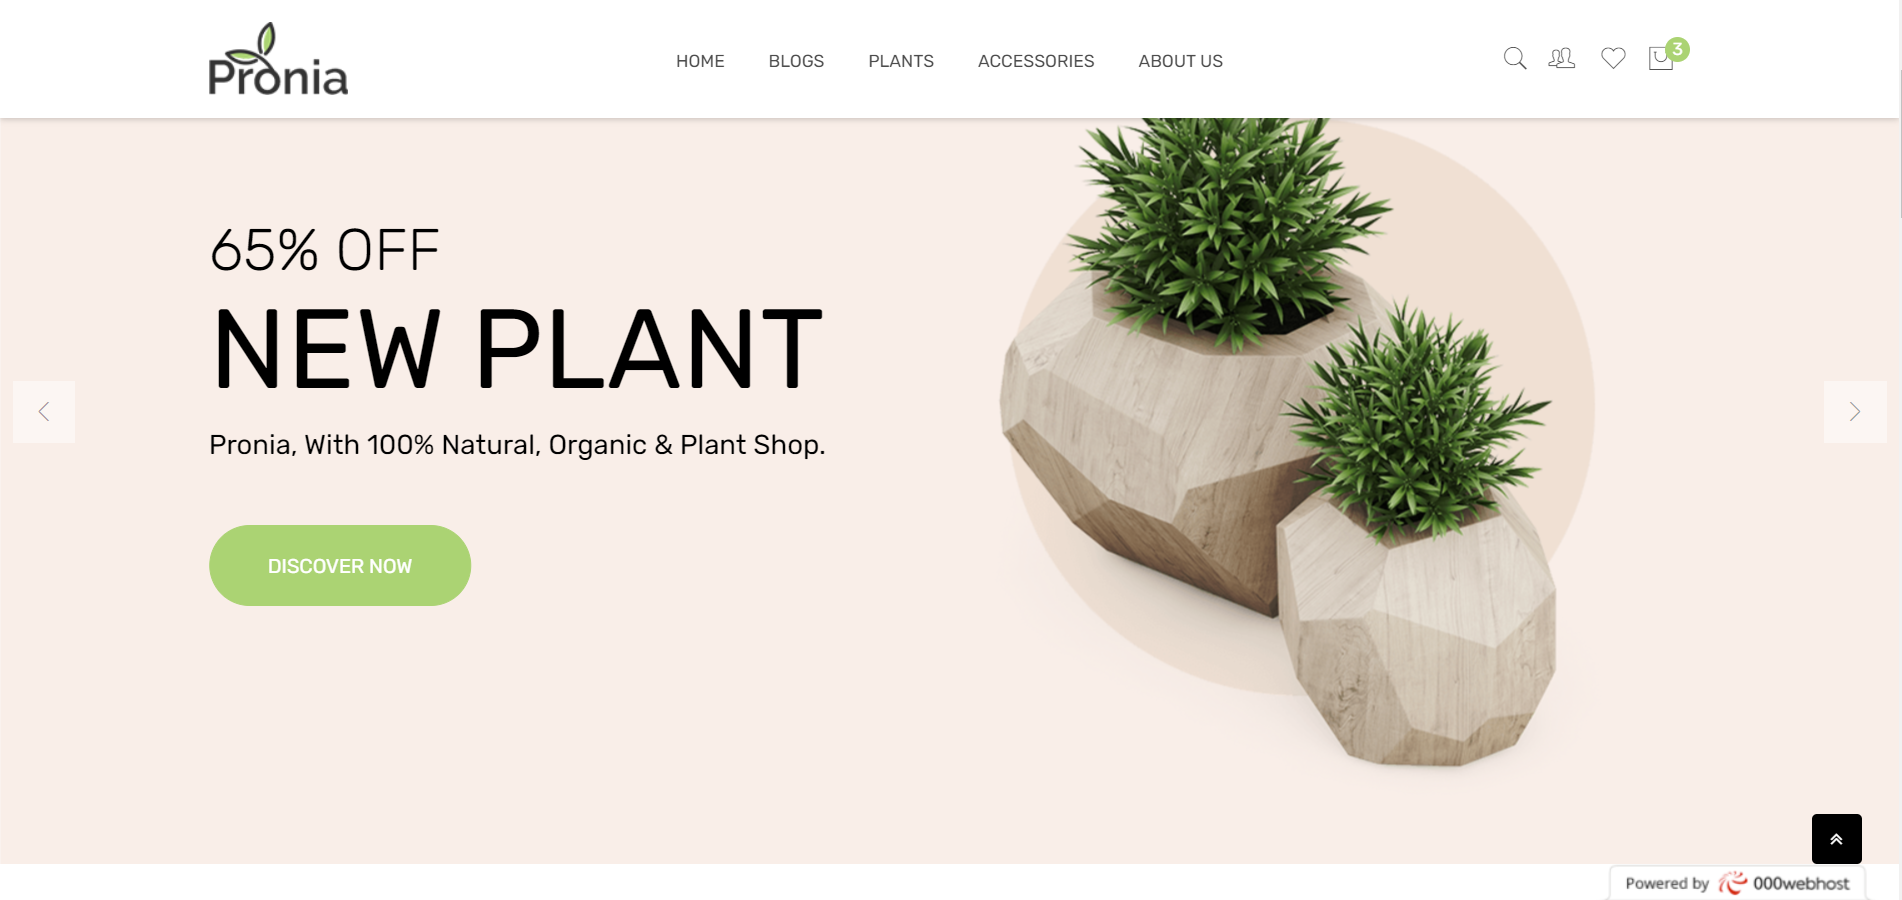 Pronia
HOME BLOGS PLANTS ACCESSORIES ABOUT US
3
65% OFF
NEW PLANT
Pronia, With 100% Natural, Organic & Plant Shop.
DISCOVER NOW
Powered by 000webhost